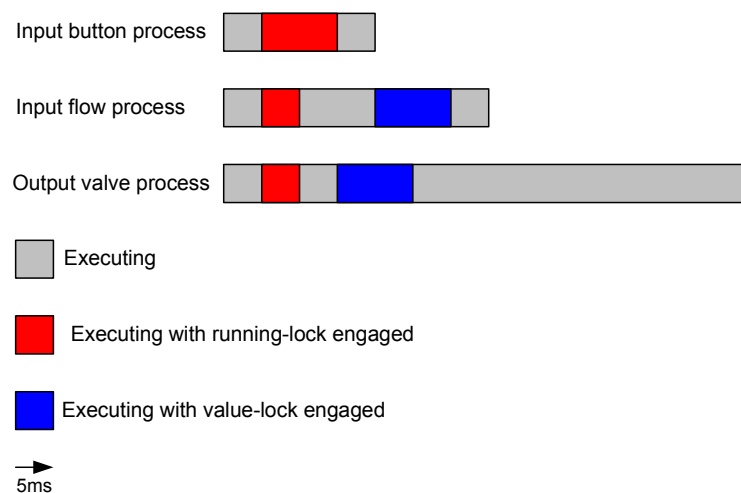 Input button process
Input flow process
Output valve process
Executing
Executing with running-lock engaged
Executing with value-lock engaged
5ms